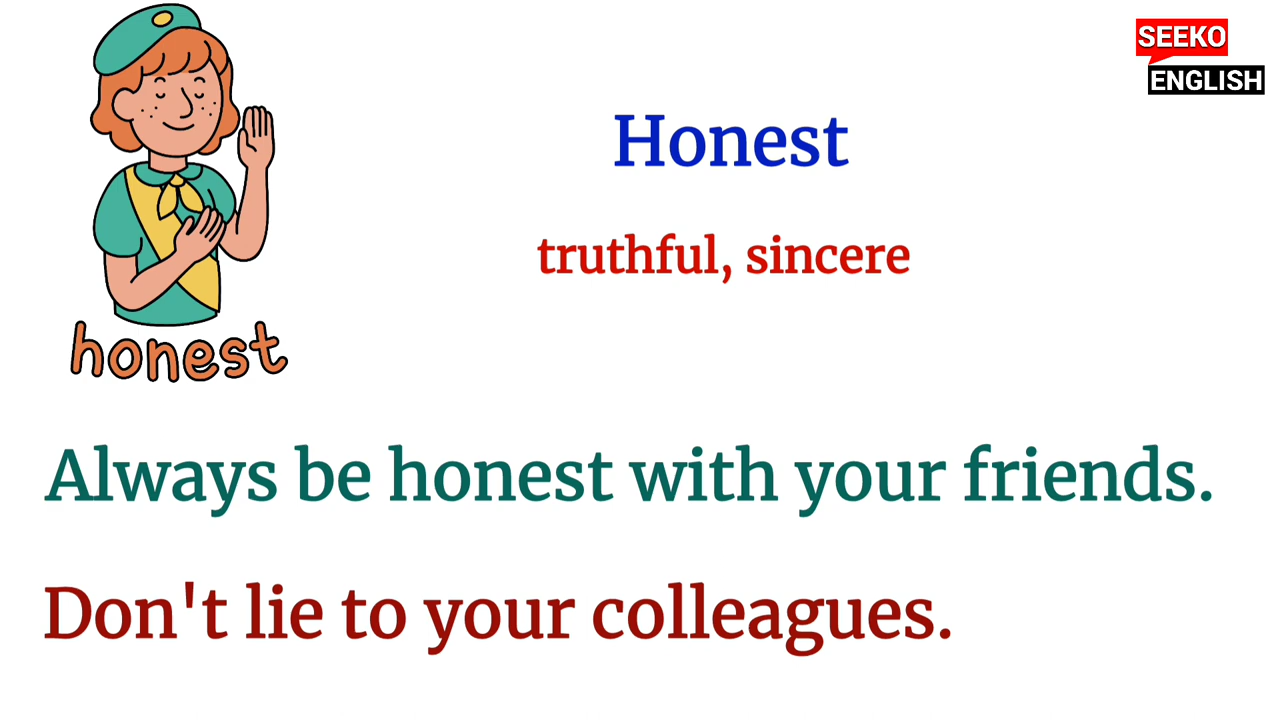 SEEKO
ENGLISH
Honest
truthful, sincere
honest
Always be honest with your friends.
Don't lie to your colleagues.